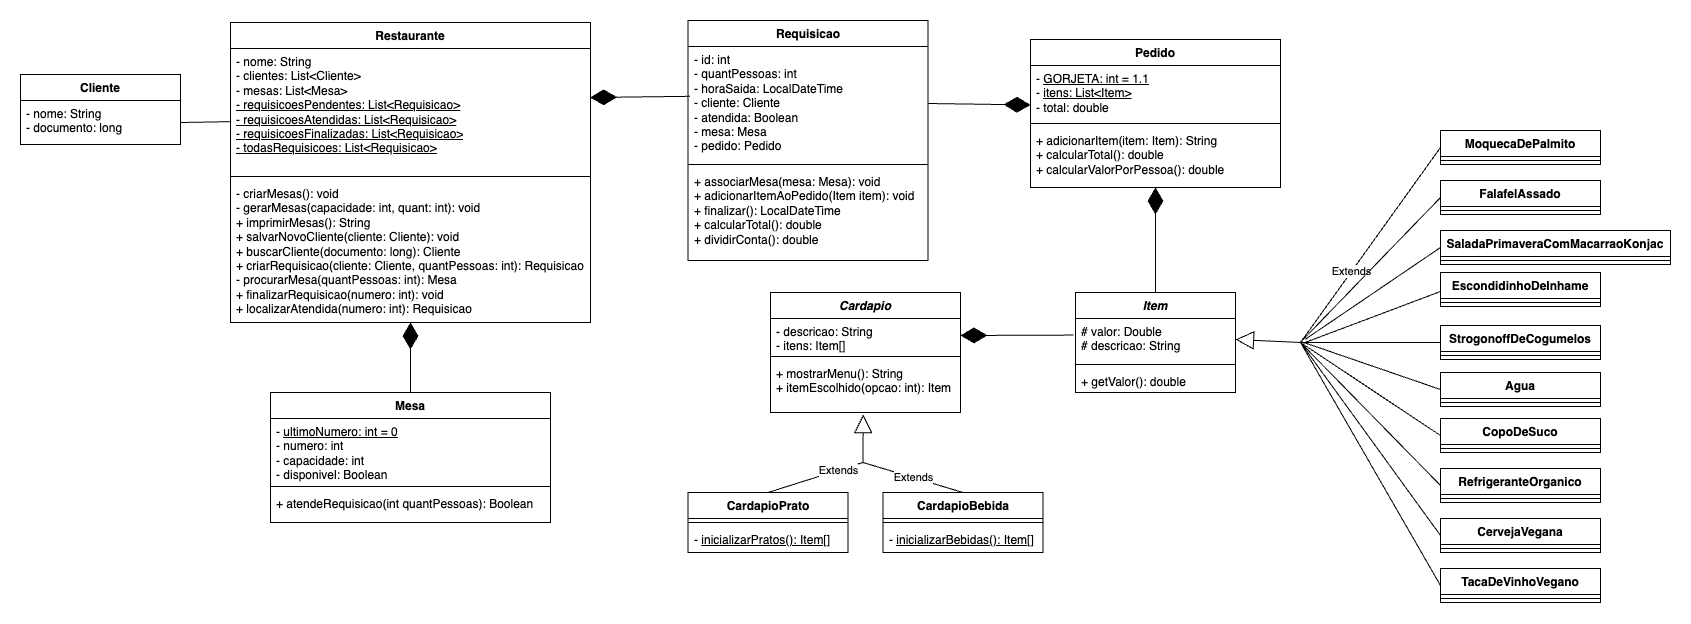 Cliente
- nome: String
- documento: long
Restaurante
- nome: String
- clientes: List<Cliente>
- mesas: List<Mesa>
- requisicoesPendentes: List<Requisicao>
- requisicoesAtendidas: List<Requisicao>
- requisicoesFinalizadas: List<Requisicao>
- todasRequisicoes: List<Requisicao>
- criarMesas(): void
- gerarMesas(capacidade: int, quant: int): void
+ imprimirMesas(): String
+ salvarNovoCliente(cliente: Cliente): void
+ buscarCliente(documento: long): Cliente
+ criarRequisicao(cliente: Cliente, quantPessoas: int): Requisicao
- procurarMesa(quantPessoas: int): Mesa
+ finalizarRequisicao(numero: int): void
+ localizarAtendida(numero: int): Requisicao
Mesa
- ultimoNumero: int = 0
- numero: int
- capacidade: int
- disponivel: Boolean
+ atendeRequisicao(int quantPessoas): Boolean
Requisicao
- id: int
- quantPessoas: int
- horaSaida: LocalDateTime
- cliente: Cliente
- atendida: Boolean
- mesa: Mesa
- pedido: Pedido
+ associarMesa(mesa: Mesa): void
+ adicionarItemAoPedido(Item item): void
+ finalizar(): LocalDateTime
+ calcularTotal(): double
+ dividirConta(): double
Pedido
- GORJETA: int = 1.1
- itens: List<Item>
- total: double
+ adicionarItem(item: Item): String
+ calcularTotal(): double
+ calcularValorPorPessoa(): double
Cardapio
- descricao: String
- itens: Item[]
+ mostrarMenu(): String
+ itemEscolhido(opcao: int): Item
Item
# valor: Double
# descricao: String
+ getValor(): double
Extends
Extends
CardapioPrato
- inicializarPratos(): Item[]
CardapioBebida
- inicializarBebidas(): Item[]
Extends
MoquecaDePalmito
FalafelAssado
SaladaPrimaveraComMacarraoKonjac
EscondidinhoDeInhame
StrogonoffDeCogumelos
Agua
CopoDeSuco
RefrigeranteOrganico
CervejaVegana
TacaDeVinhoVegano